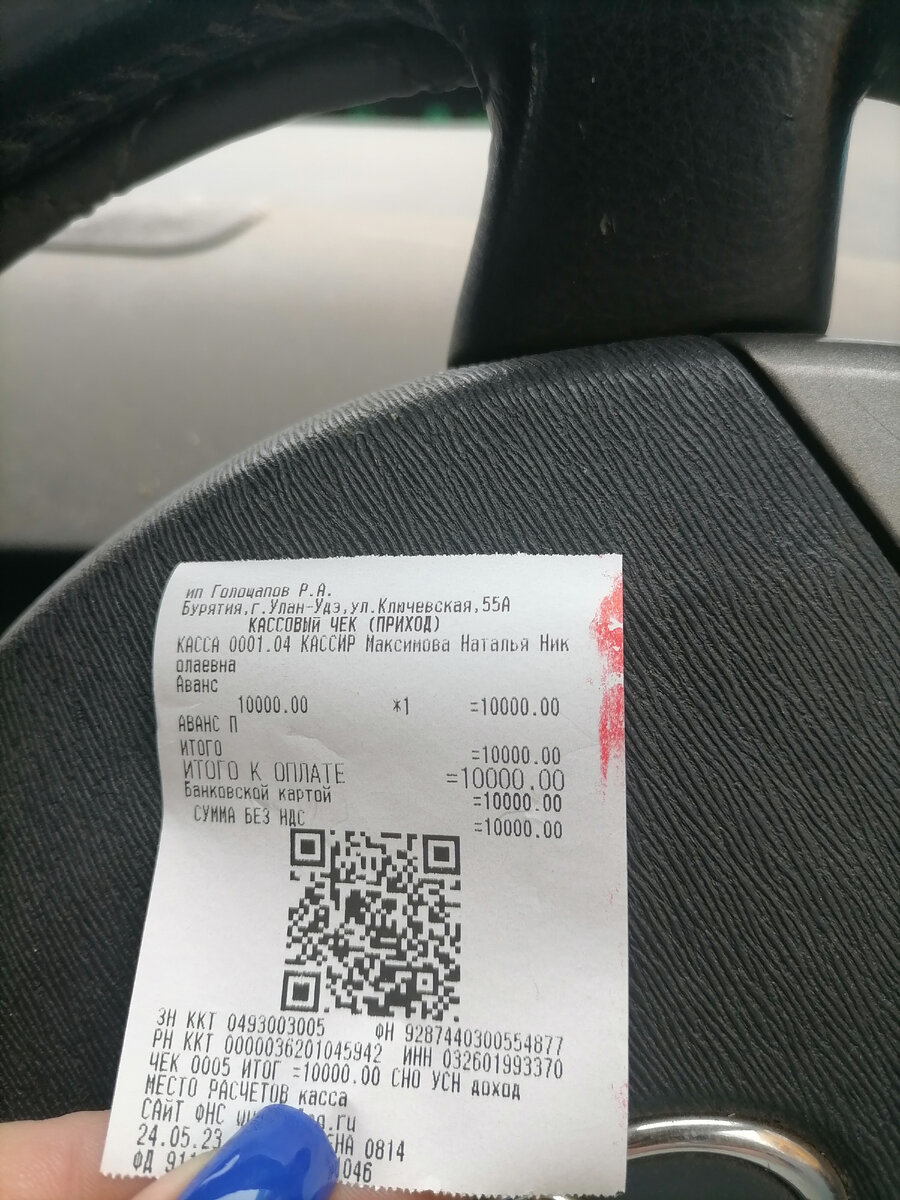 ип Голощапов Р.А.
Бурятия,г.Улан-Удэ,ул.Ключевская,55А
КАССОВЫЙ ЧЕК (ПРИХОД)
КАССА 0001.04 КАССИР Максимова Наталья Ник
олаевна
Аванс
10000.00 *1 =10000.00
АВАНС П
ИТОГО =10000.00
ИТОГО К ОПЛАТЕ =10000.00
Банковской картой =10000.00
СУММА БЕЗ НДС =10000.00
ЗН ККТ 0493003005 ФН 9287440300554877
РН ККТ 0000036201045942 ИНН 032601993370
ЧЕК 0005 ИТОГ =10000.00 СНО УСН доход
МЕСТО РАСЧЕТОВ касса
САЙТ ФНС
24.05.23 0814
ФД